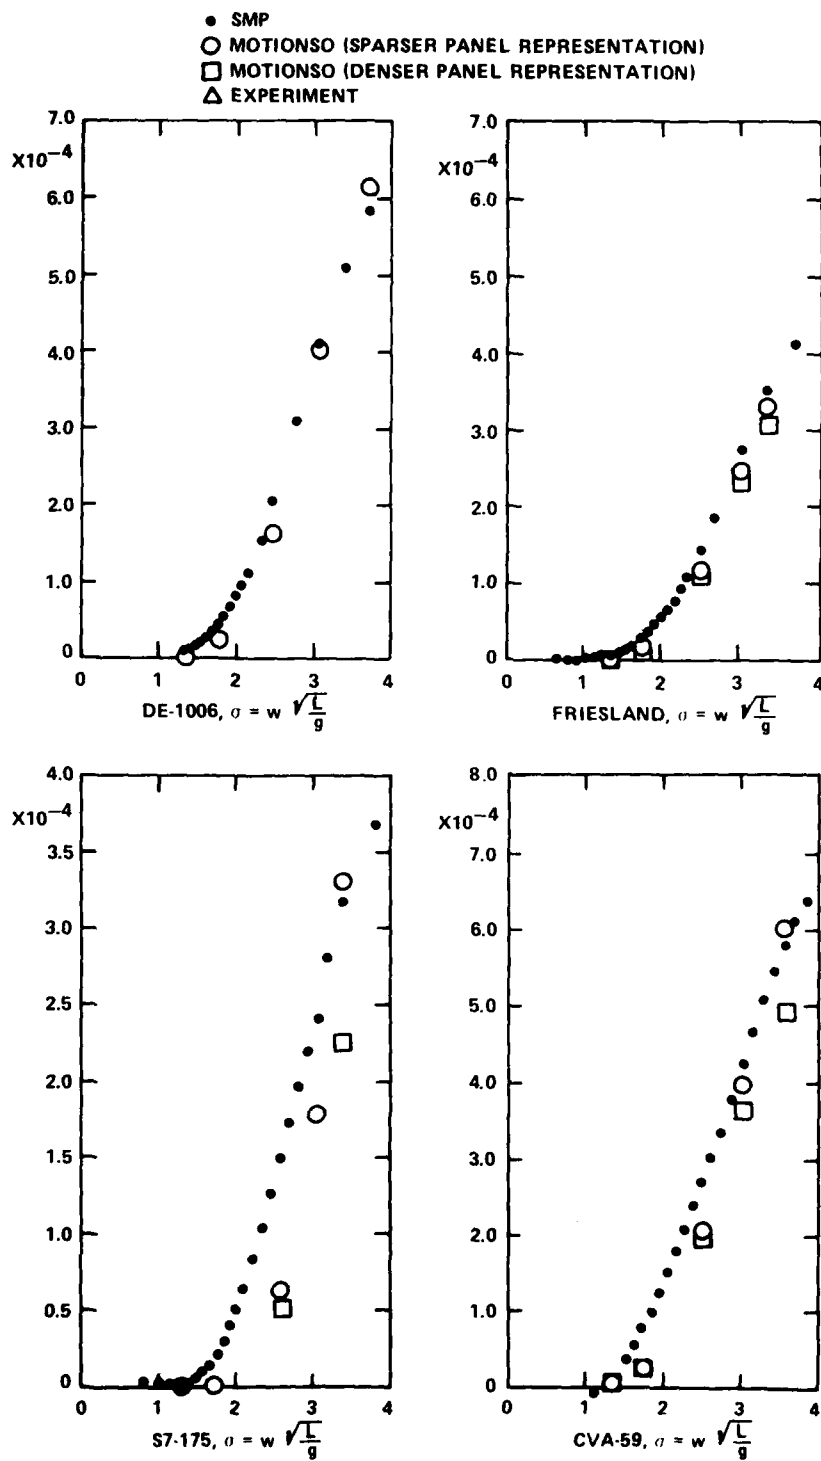 ● SMP
○ MOTIONSO (SPARSER PANEL REPRESENTATION)
□ MOTIONSO (DENSER PANEL REPRESENTATION)
△ EXPERIMENT
7.0
X10⁻⁴
6.0
5.0
4.0
3.0
2.0
1.0
0
0 1 2 3 4
DE-1006, σ = w √L/g
7.0
X10⁻⁴
6.0
5.0
4.0
3.0
2.0
1.0
0
0 1 2 3 4
FRIESLAND, σ = w √L/g
4.0
X10⁻⁴
3.5
3.0
2.5
2.0
1.5
1.0
0.5
0
0 1 2 3 4
S7-175, σ = w √L/g
8.0
X10⁻⁴
7.0
6.0
5.0
4.0
3.0
2.0
1.0
0
0 1 2 3 4
CVA-59, σ = w √L/g